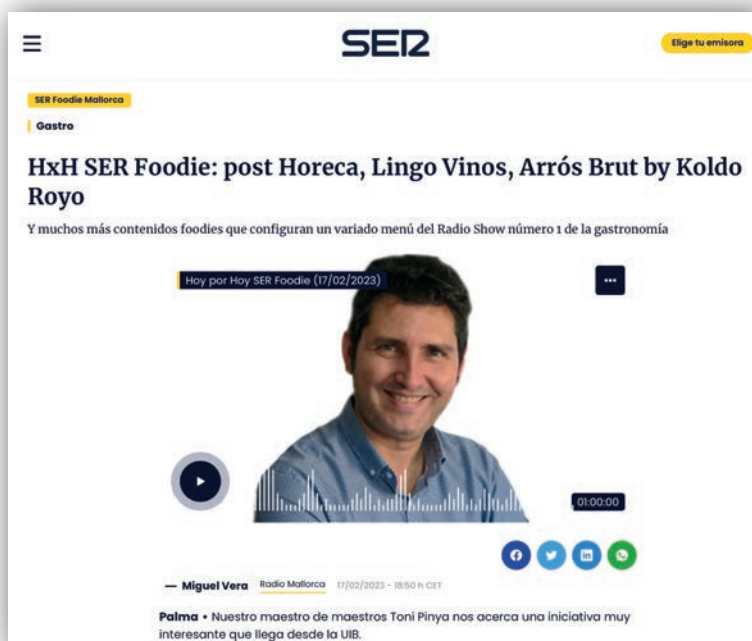 SER
Elige tu emisora
SER Foodie Mallorca
Gastro
HxH SER Foodie: post Horeca, Lingo Vinos, Arrós Brut by Koldo
Royo
Y muchos más contenidos foodies que configuran un variado menú del Radio Show número 1 de la gastronomía
Hoy por Hoy SER Foodie (17/02/2023)
01:00:00
— Miguel Vera Radio Mallorca 17/02/2023 - 18:50 h CET
Palma • Nuestro maestro de maestros Toni Pinya nos acerca una iniciativa muy
interesante que llega desde la UIB.